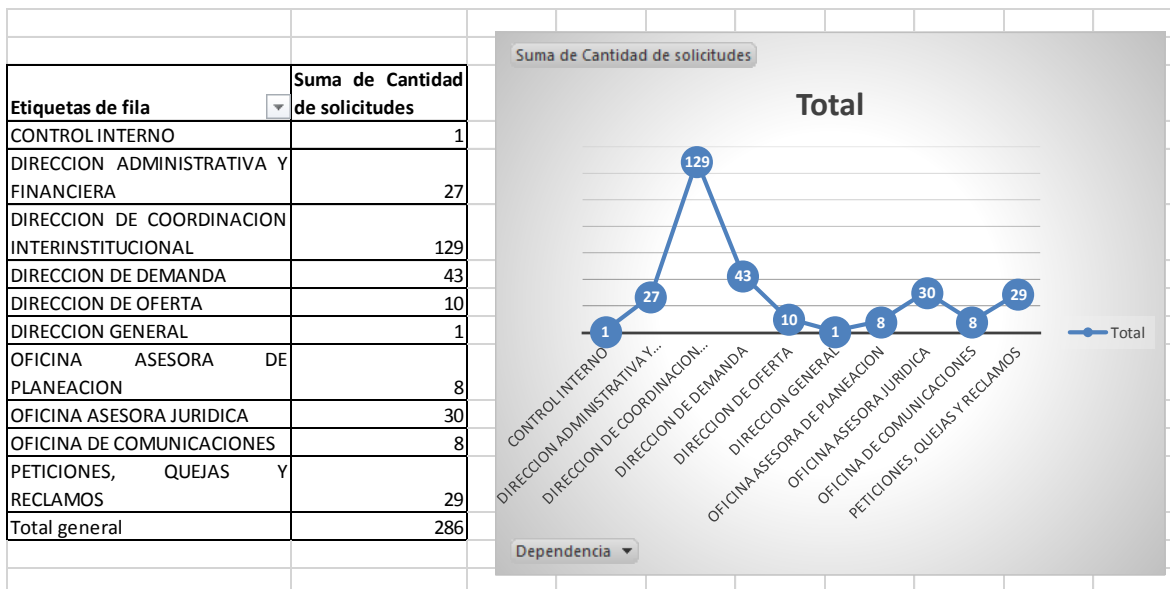 Etiquetas de fila
Suma de Cantidad
de solicitudes
CONTROL INTERNO 1
DIRECCION ADMINISTRATIVA Y
FINANCIERA 27
DIRECCION DE COORDINACION
INTERINSTITUCIONAL 129
DIRECCION DE DEMANDA 43
DIRECCION DE OFERTA 10
DIRECCION GENERAL 1
OFICINA ASESORA DE
PLANEACION 8
OFICINA ASESORA JURIDICA 30
OFICINA DE COMUNICACIONES 8
PETICIONES, QUEJAS Y
RECLAMOS 29
Total general 286
Suma de Cantidad de solicitudes
Total
1
27
129
43
10
1
8
30
8
29
Total
CONTROL INTERNO
DIRECCION ADMINISTRATIVA Y...
DIRECCION DE COORDINACION...
DIRECCION DE DEMANDA
DIRECCION DE OFERTA
DIRECCION GENERAL
OFICINA ASESORA DE PLANEACION
OFICINA ASESORA JURIDICA
OFICINA DE COMUNICACIONES
PETICIONES, QUEJAS Y RECLAMOS
Dependencia